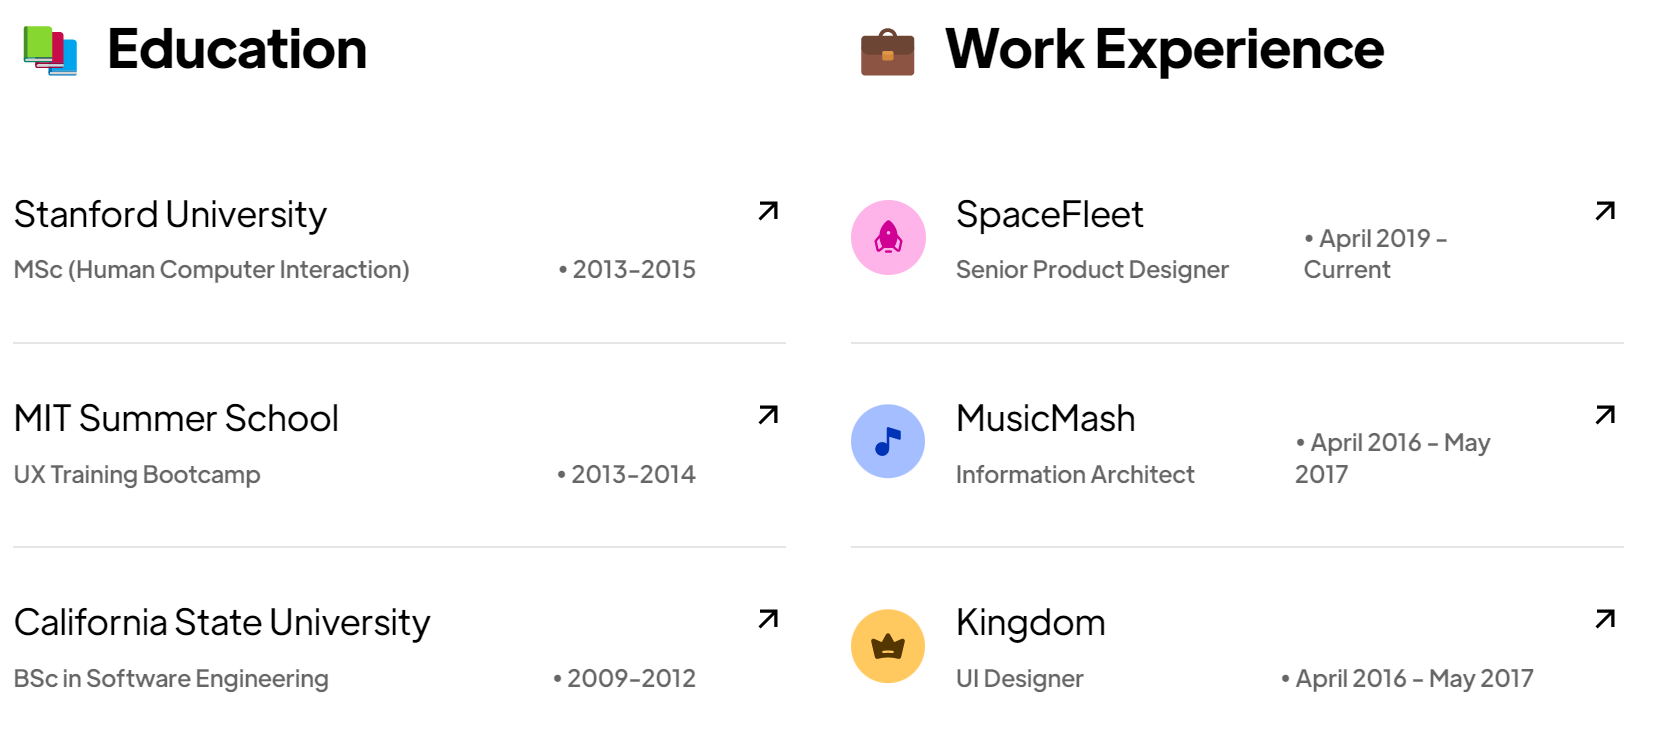 Education
Stanford University
MSc (Human Computer Interaction)
• 2013-2015
MIT Summer School
UX Training Bootcamp
• 2013-2014
California State University
BSc in Software Engineering
• 2009-2012
Work Experience
SpaceFleet
Senior Product Designer
• April 2019 -
Current
MusicMash
Information Architect
• April 2016 - May
2017
Kingdom
UI Designer
• April 2016 - May 2017